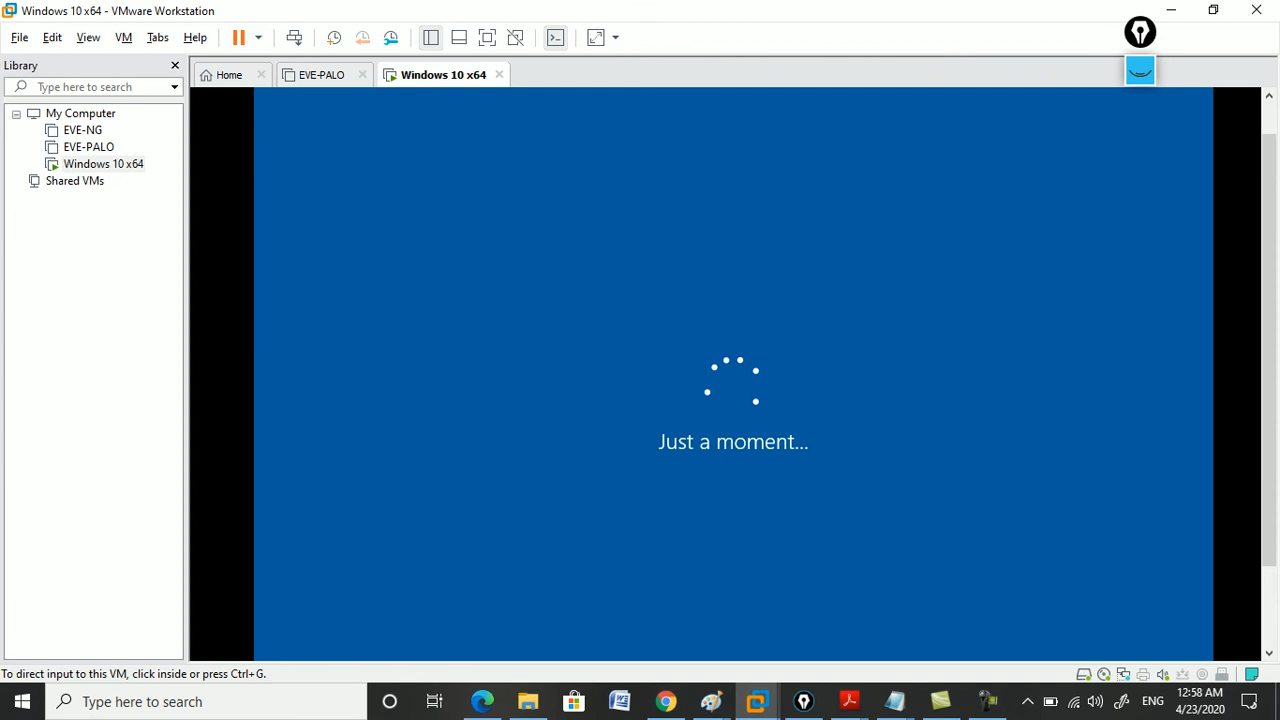 Windows 10 x64 - VMware Workstation
File Edit View VM Tabs Help
Library
Type here to search
Home
EVE-PALO
Windows 10 x64
My Computer
EVE-NG
EVE-PALO
Windows 10 x64
Shared VMs
Just a moment...
To direct input to this VM, click inside or press Ctrl+G.
Type here to search
ENG
12:58 AM
4/23/2020